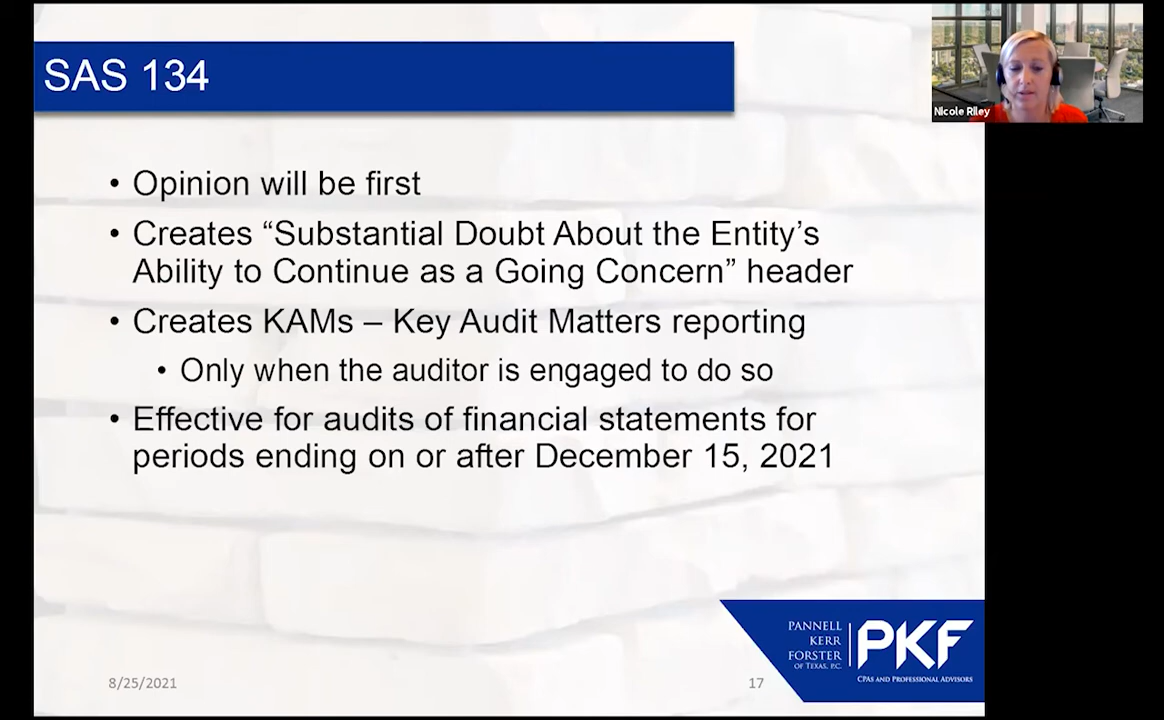 SAS 134
Nicole Riley
• Opinion will be first
• Creates “Substantial Doubt About the Entity’s
Ability to Continue as a Going Concern” header
• Creates KAMs – Key Audit Matters reporting
• Only when the auditor is engaged to do so
• Effective for audits of financial statements for
periods ending on or after December 15, 2021
PANNELL
KERR
FORSTER
OF TEXAS, P.C.
PKF
CPAS AND PROFESSIONAL ADVISORS
8/25/2021
17